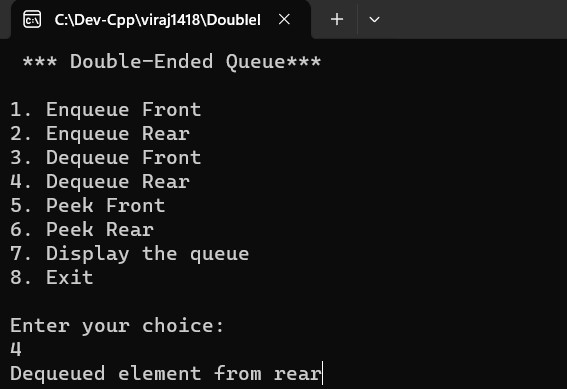 C:\Dev-Cpp\viraj1418\Doublel
*** Double-Ended Queue***
1. Enqueue Front
2. Enqueue Rear
3. Dequeue Front
4. Dequeue Rear
5. Peek Front
6. Peek Rear
7. Display the queue
8. Exit
Enter your choice:
4
Dequeued element from rear